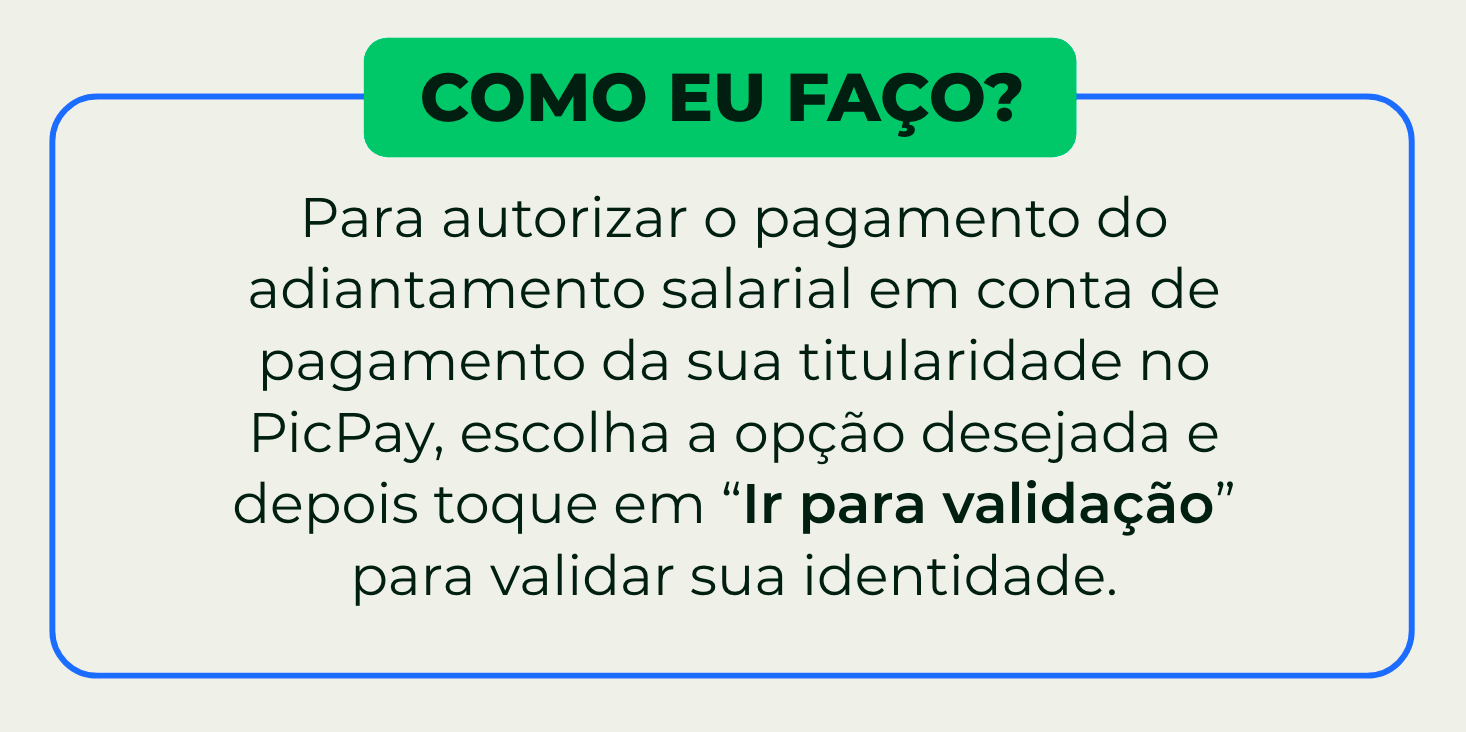 COMO EU FAÇO?
Para autorizar o pagamento do
adiantamento salarial em conta de
pagamento da sua titularidade no
PicPay, escolha a opção desejada e
depois toque em “Ir para validação”
para validar sua identidade.